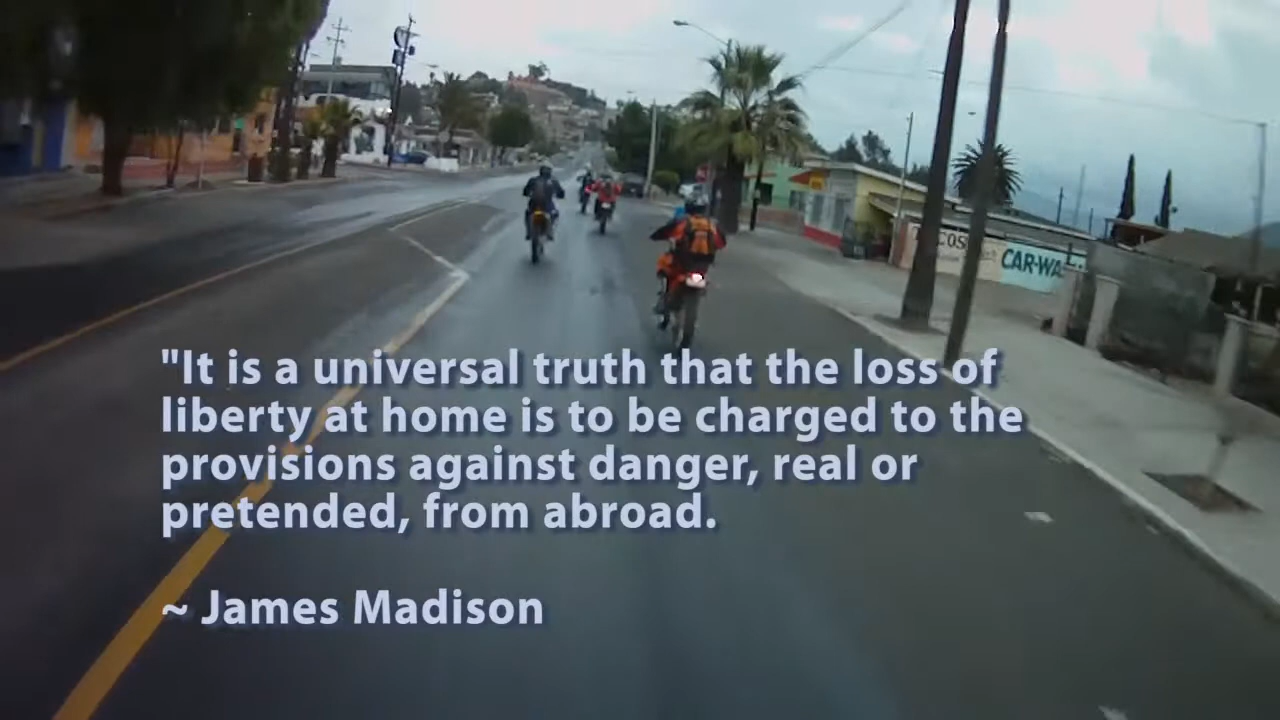 "It is a universal truth that the loss of
liberty at home is to be charged to the
provisions against danger, real or
pretended, from abroad.
~ James Madison
CAR-WA